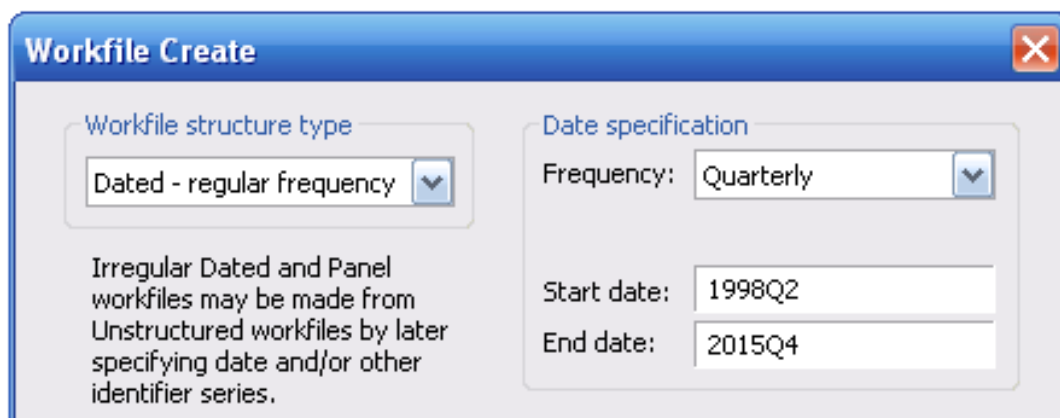 Workfile Create
Workfile structure type
Dated - regular frequency
Irregular Dated and Panel
workfiles may be made from
Unstructured workfiles by later
specifying date and/or other
identifier series.
Date specification
Frequency: Quarterly
Start date: 1998Q2
End date: 2015Q4